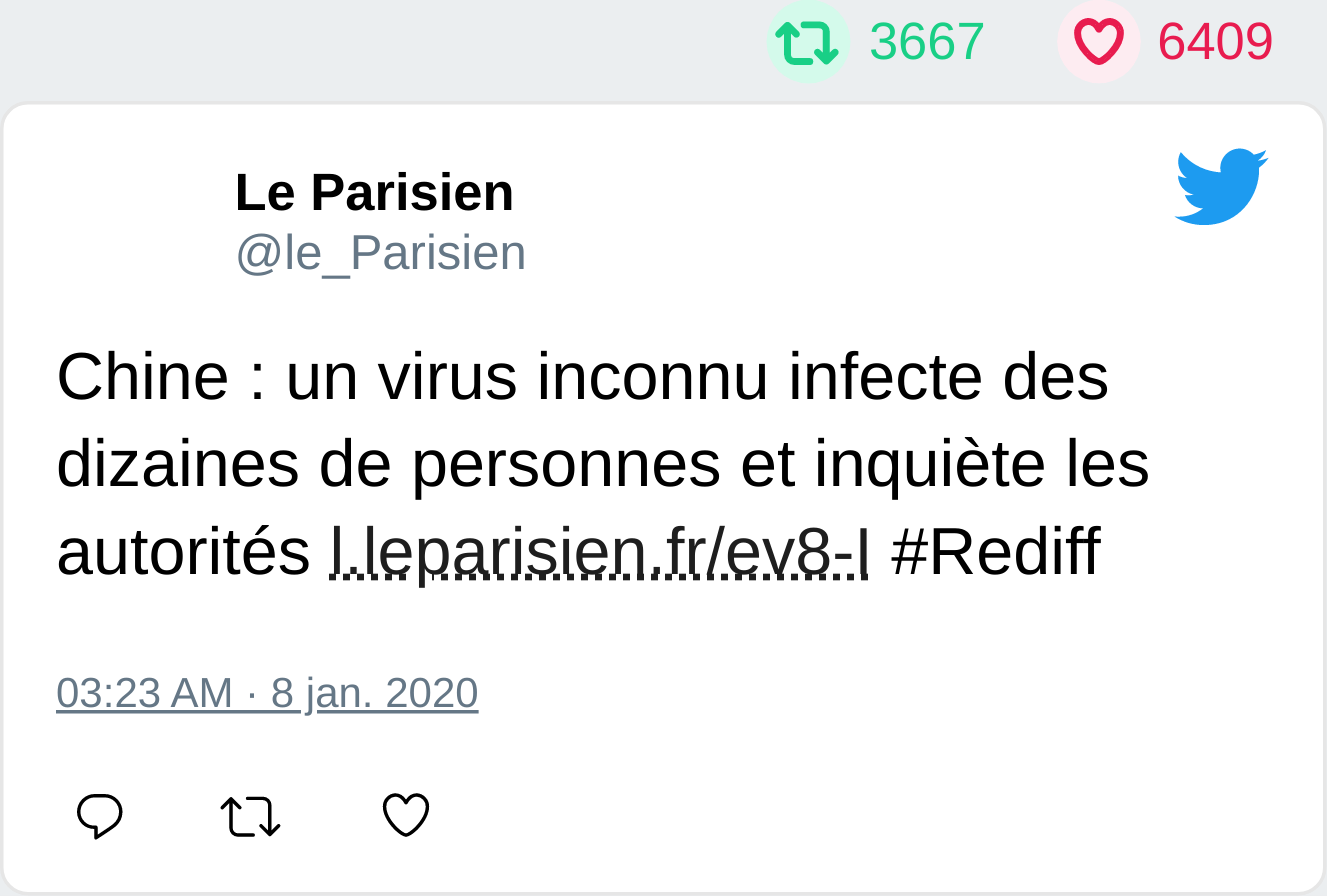 3667 6409
Le Parisien
@le_Parisien
Chine : un virus inconnu infecte des
dizaines de personnes et inquiète les
autorités l.leparisien.fr/ev8-I #Rediff
03:23 AM · 8 jan. 2020